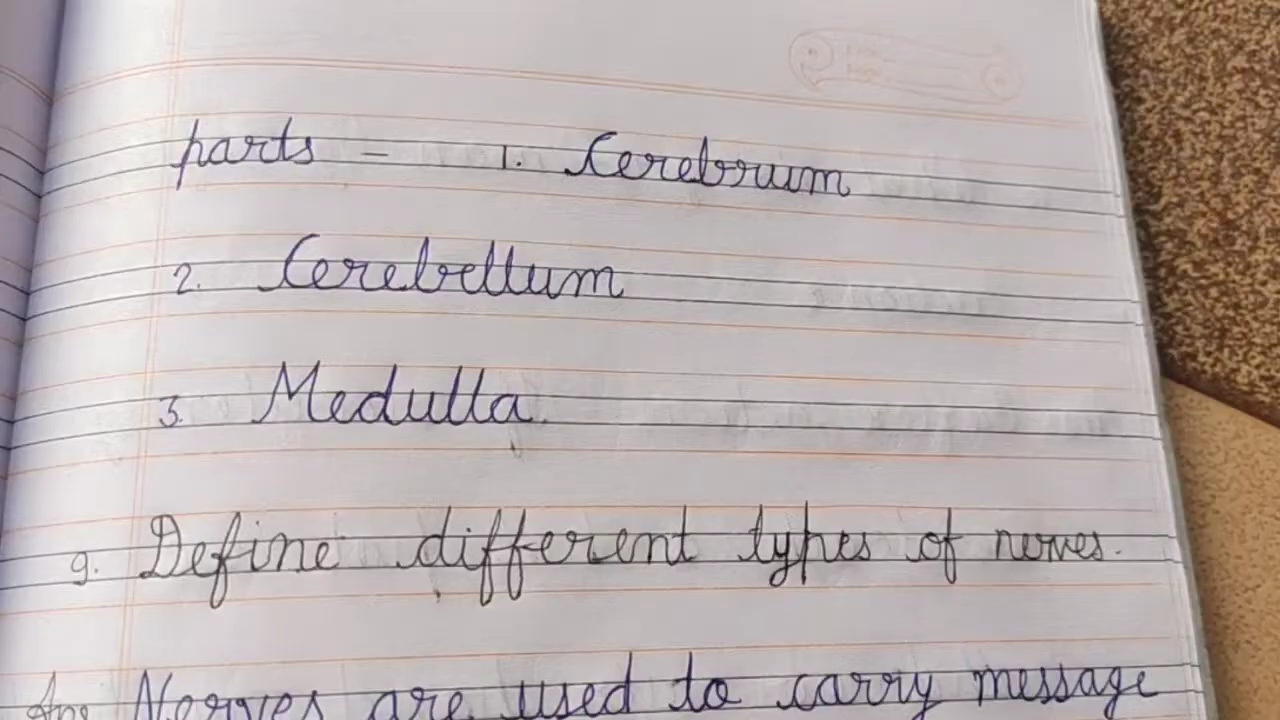 parts - 1. Cerebrum
2. Cerebellum
3. Medulla.
9. Define different types of nerves.
Ans Nerves are used to carry message